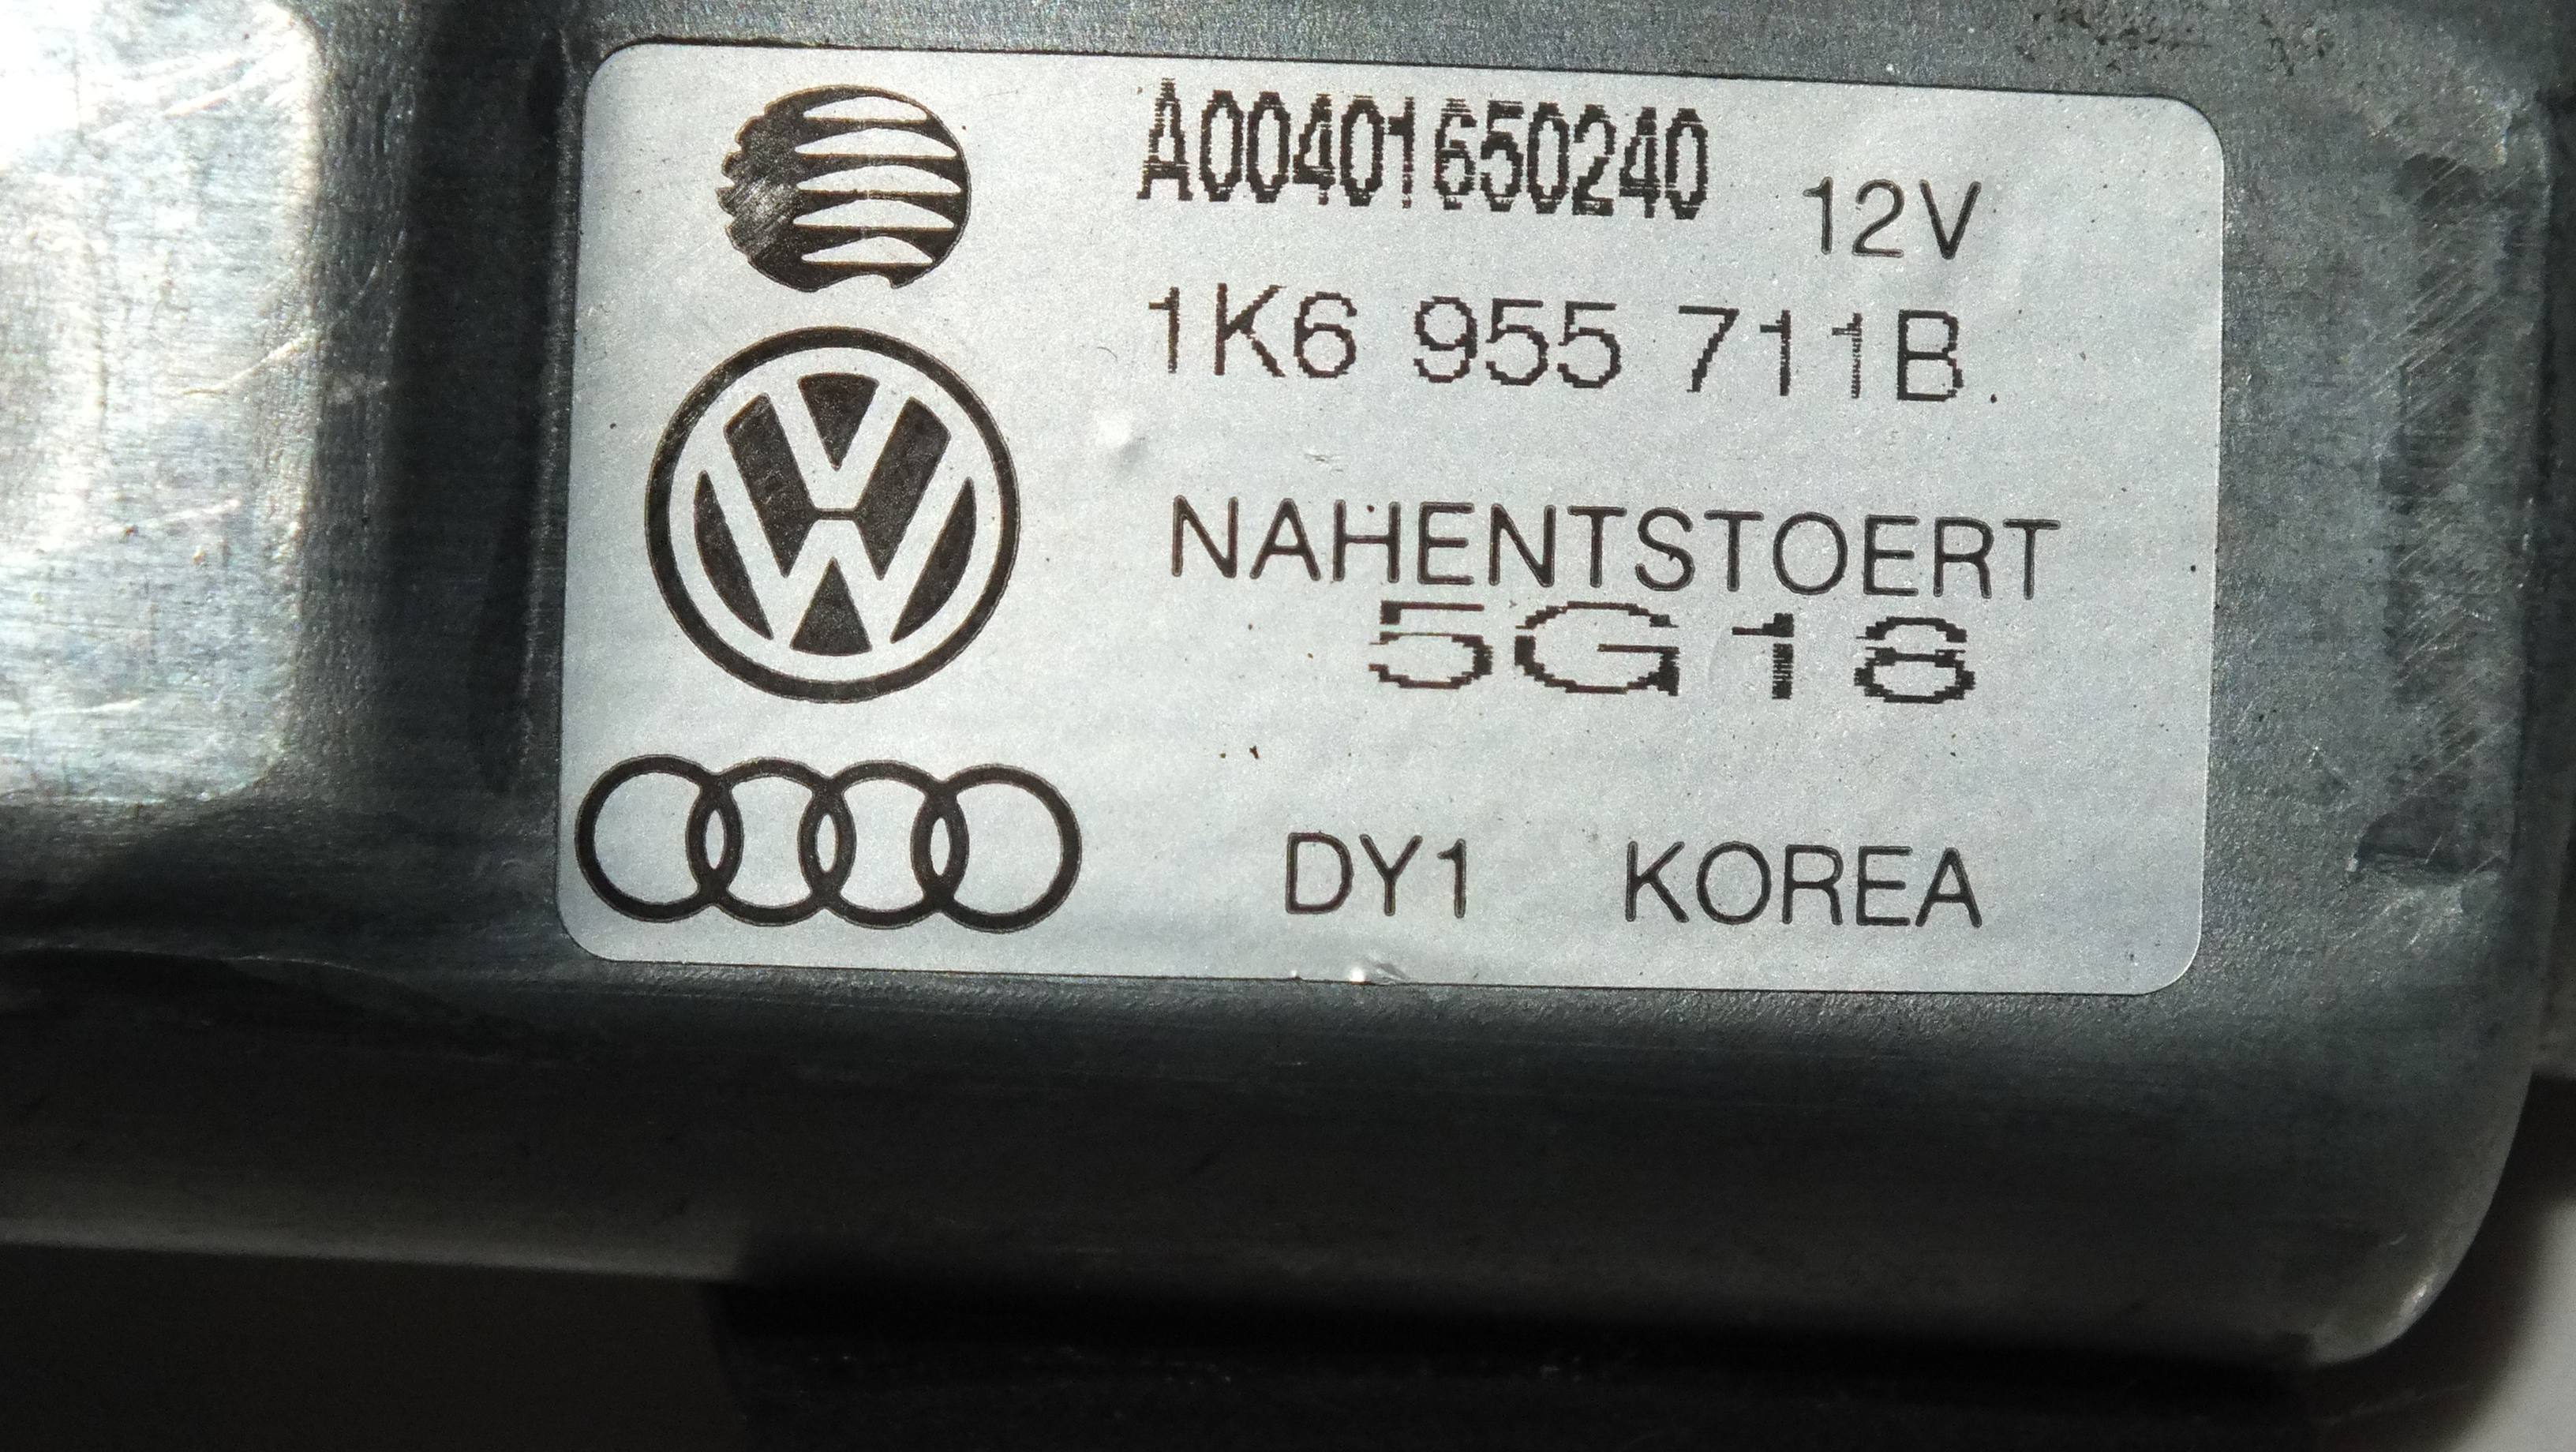 A00401650240 12V
1K6 955 711B.
NAHENTSTOERT
5G18
DY1 KOREA